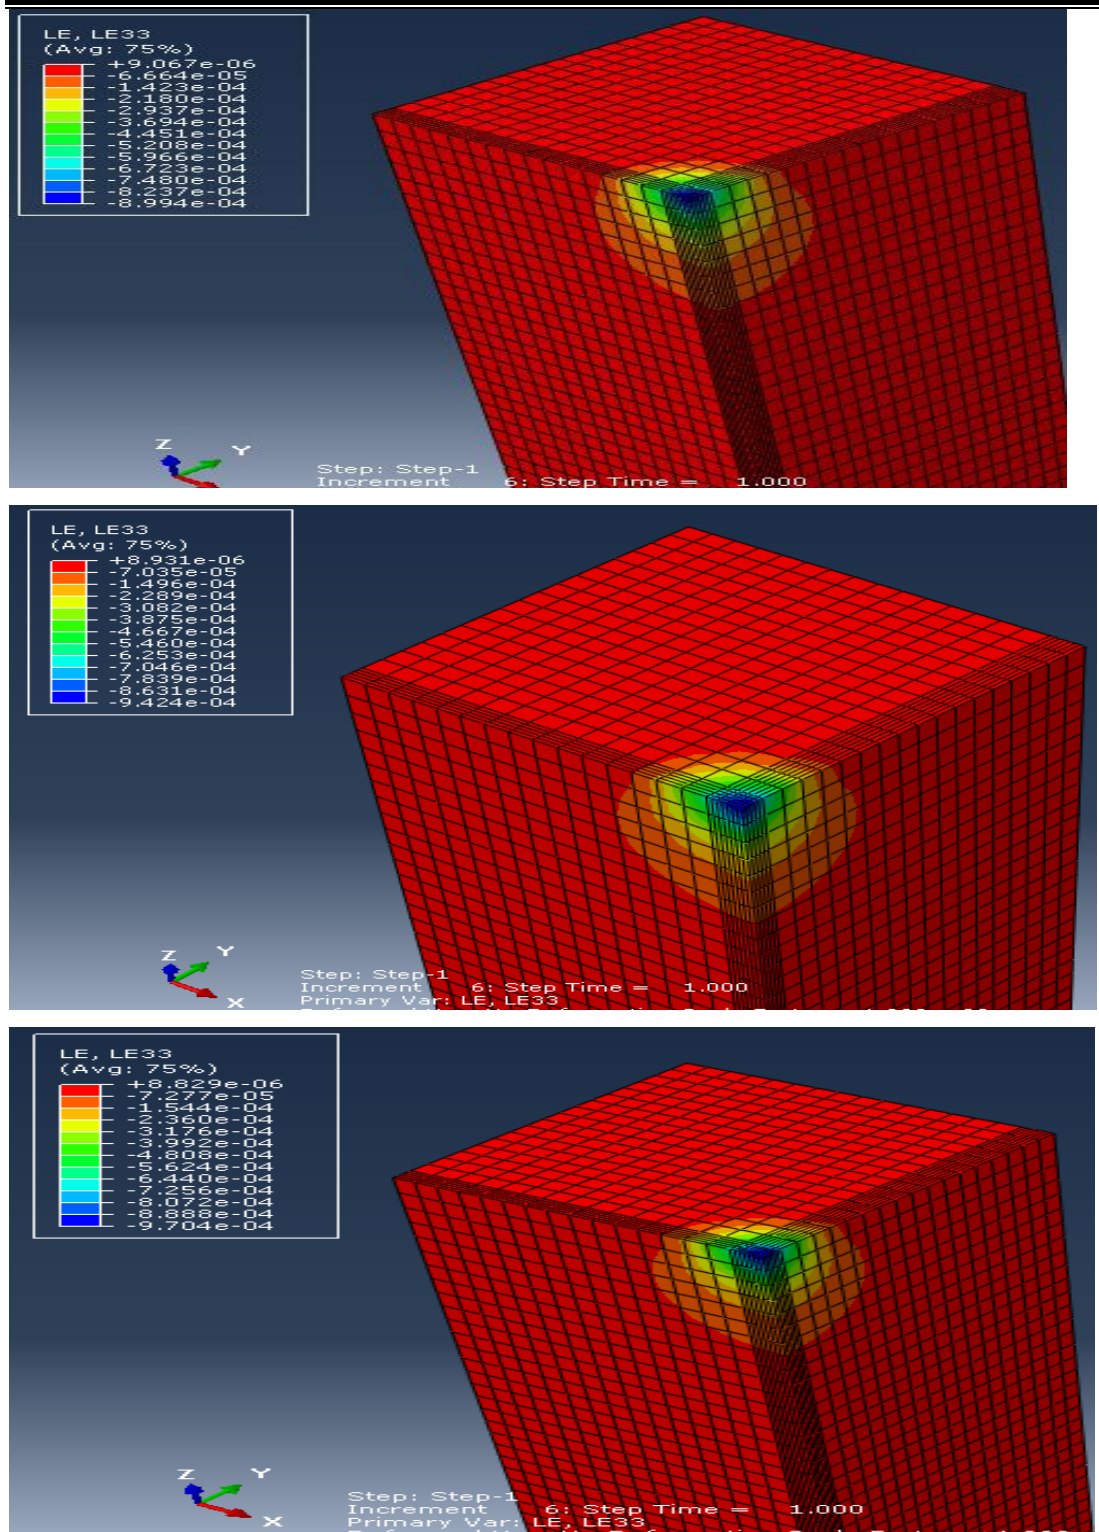 LE, LE33
(Avg: 75%)
+9.067e-06
-6.664e-05
-1.423e-04
-2.180e-04
-2.937e-04
-3.694e-04
-4.451e-04
-5.208e-04
-5.966e-04
-6.723e-04
-7.480e-04
-8.237e-04
-8.994e-04
Z
Y
Step: Step-1
Increment 6: Step Time = 1.000
LE, LE33
(Avg: 75%)
+8.931e-06
-7.035e-05
-1.496e-04
-2.289e-04
-3.082e-04
-3.875e-04
-4.667e-04
-5.460e-04
-6.253e-04
-7.046e-04
-7.839e-04
-8.631e-04
-9.424e-04
Z
Y
X
Step: Step-1
Increment 6: Step Time = 1.000
Primary Var: LE, LE33
LE, LE33
(Avg: 75%)
+8.829e-06
-7.277e-05
-1.544e-04
-2.360e-04
-3.176e-04
-3.992e-04
-4.808e-04
-5.624e-04
-6.440e-04
-7.256e-04
-8.072e-04
-8.888e-04
-9.704e-04
Z
Y
X
Step: Step-1
Increment 6: Step Time = 1.000
Primary Var: LE, LE33